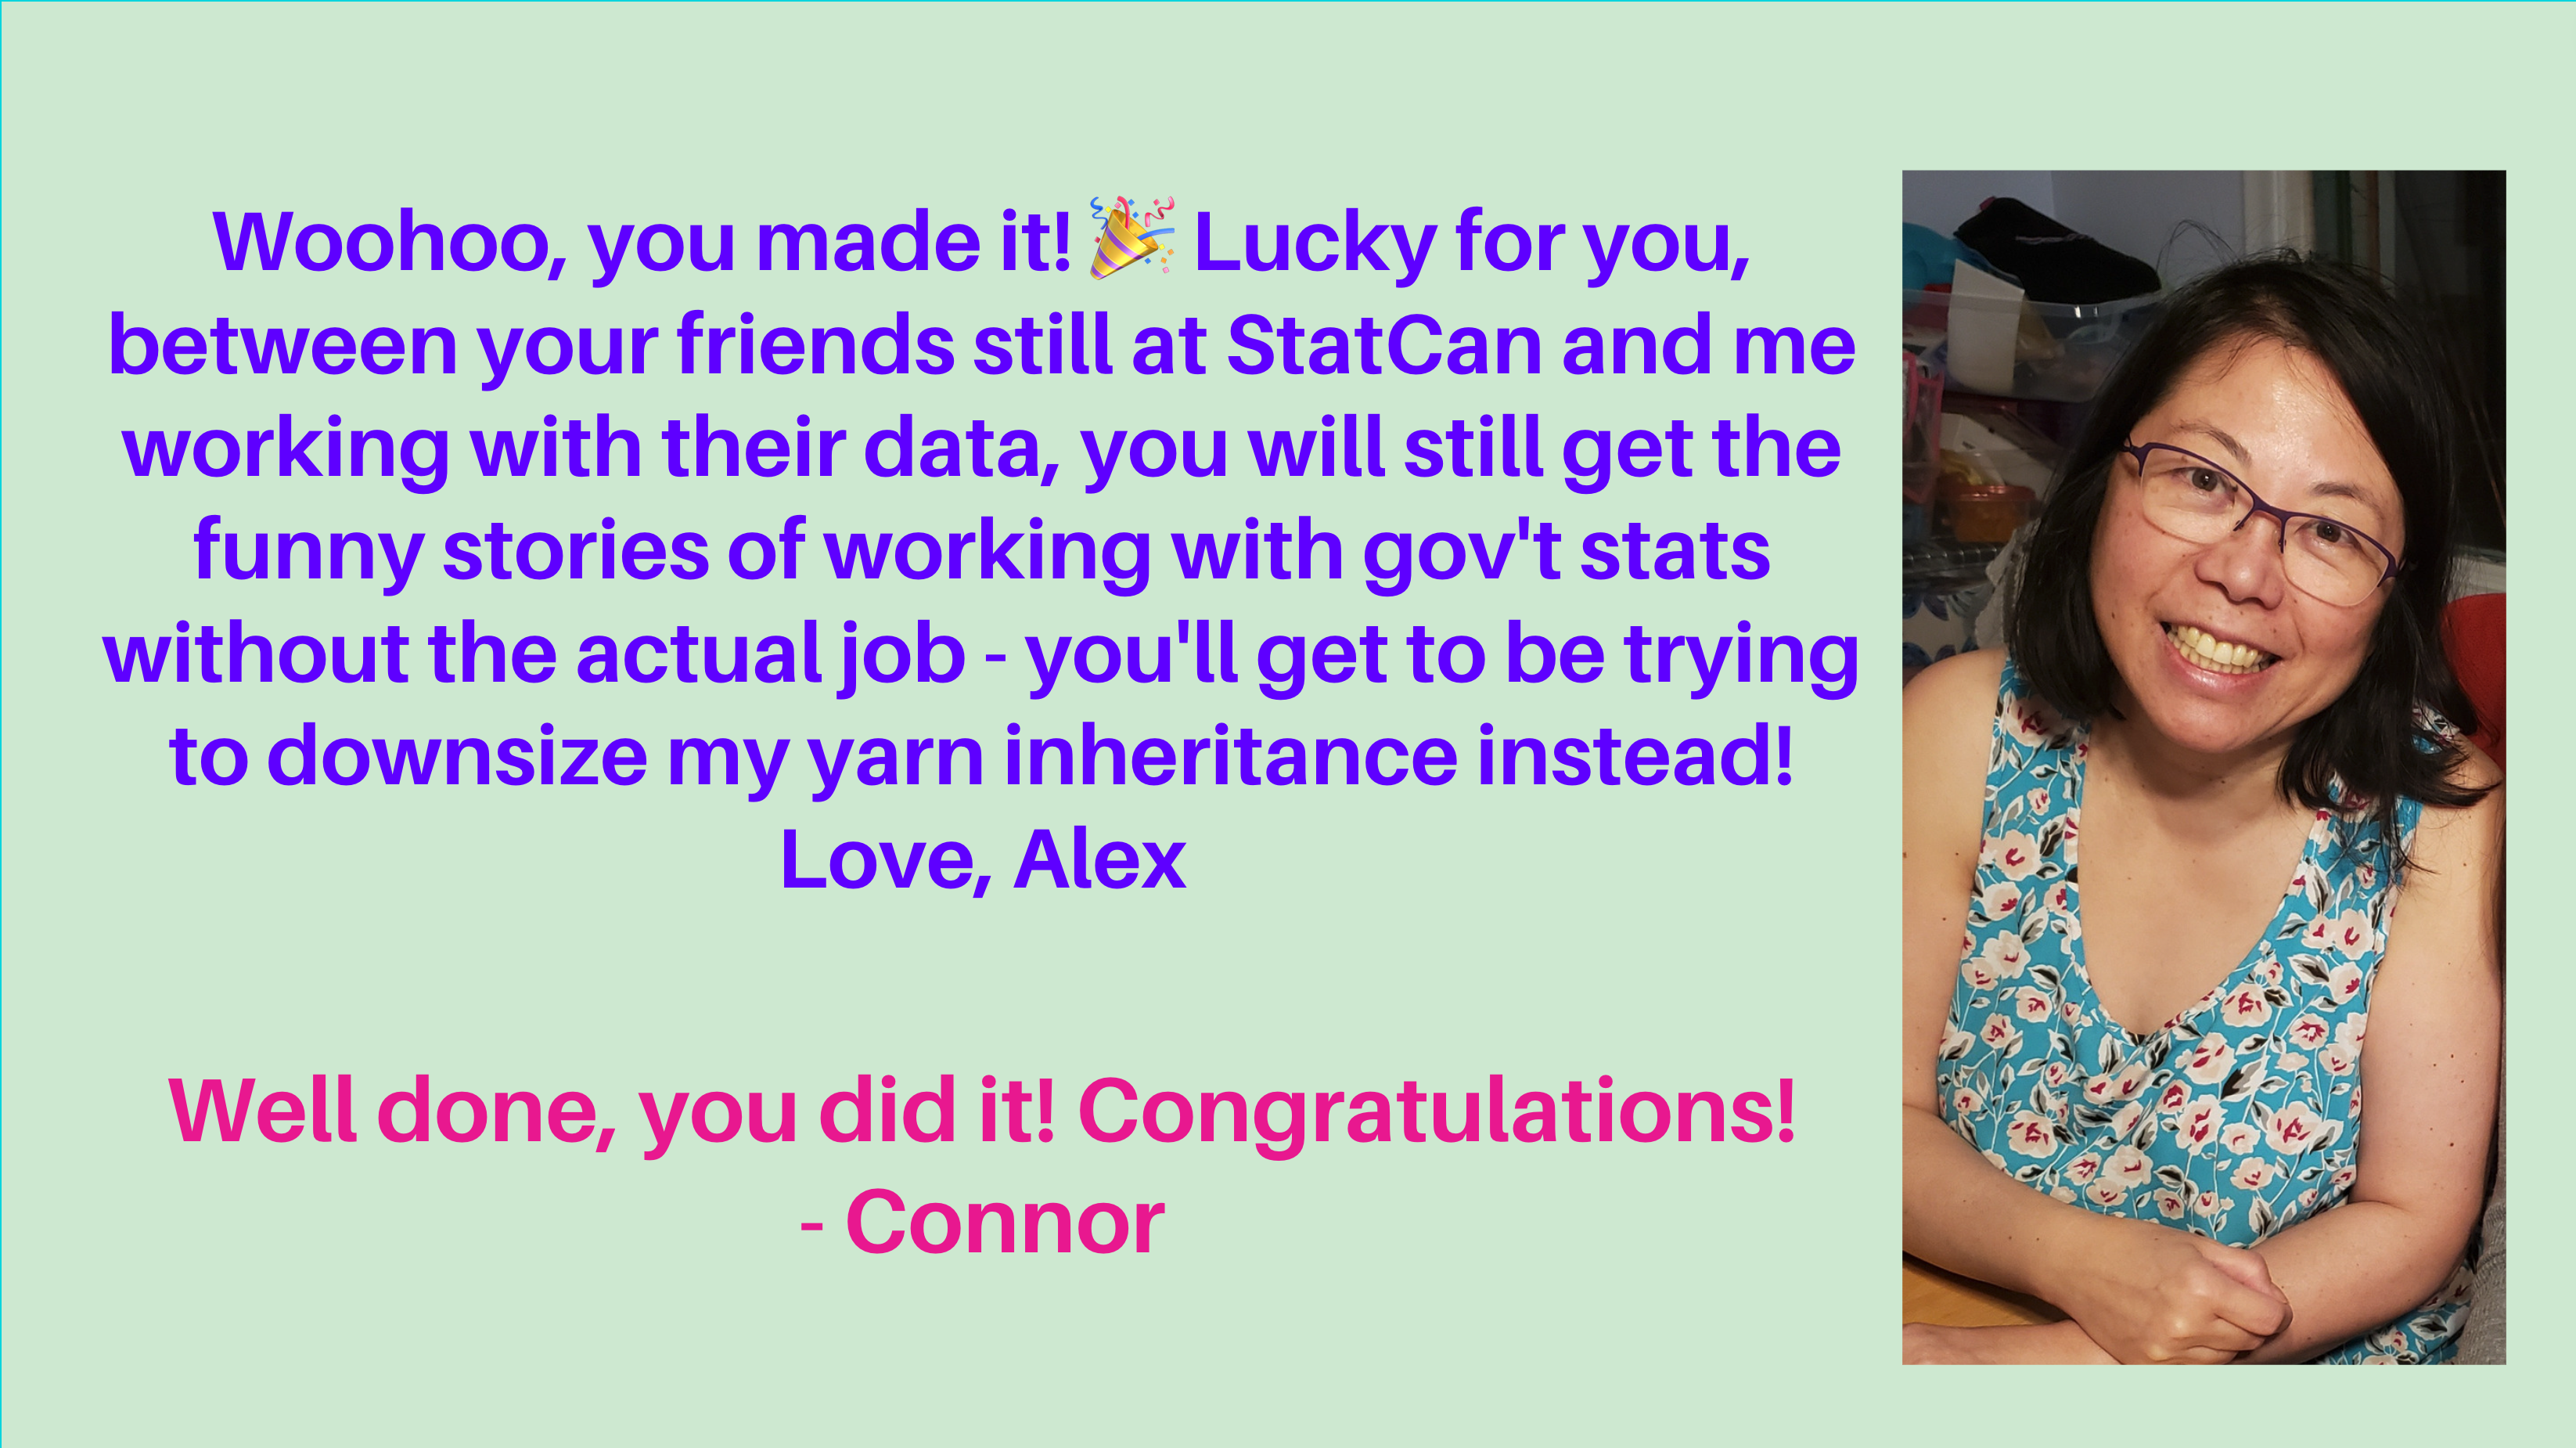 Woohoo, you made it! 🎉 Lucky for you,
between your friends still at StatCan and me
working with their data, you will still get the
funny stories of working with gov't stats
without the actual job - you'll get to be trying
to downsize my yarn inheritance instead!
Love, Alex
Well done, you did it! Congratulations!
- Connor